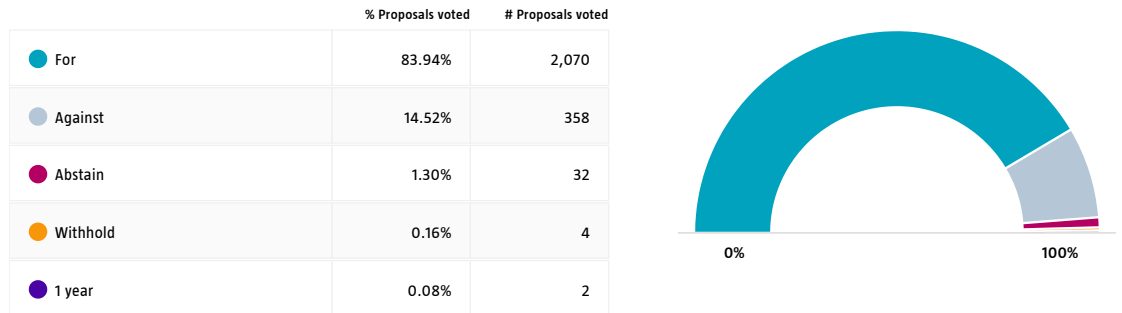 % Proposals voted # Proposals voted
For 83.94% 2,070
Against 14.52% 358
Abstain 1.30% 32
Withhold 0.16% 4
1 year 0.08% 2
0% 100%